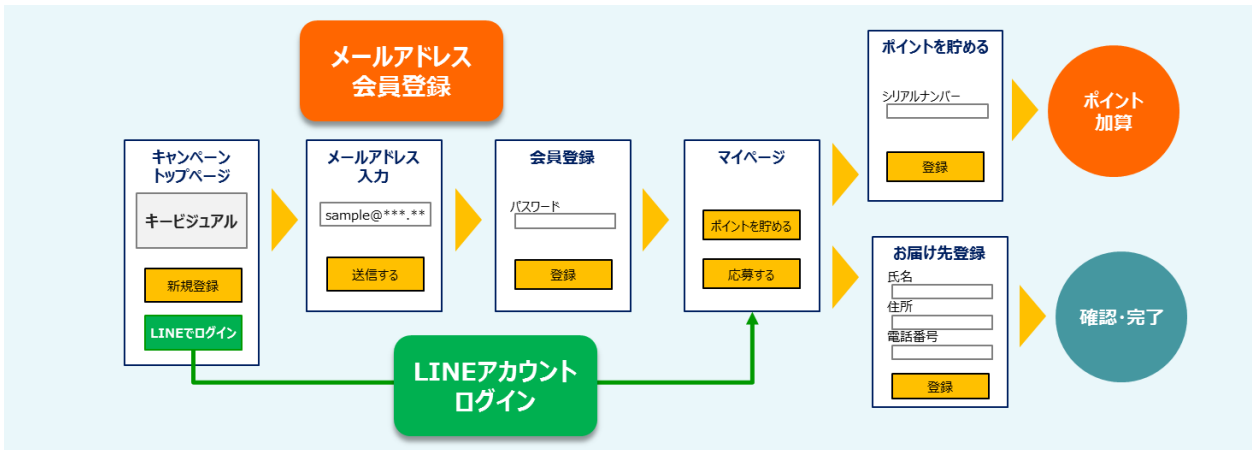 メールアドレス
会員登録
キャンペーン
トップページ
キービジュアル
新規登録
LINEでログイン
メールアドレス
入力
sample@***.**
送信する
会員登録
パスワード
登録
マイページ
ポイントを貯める
応募する
LINEアカウント
ログイン
ポイントを貯める
シリアルナンバー
登録
ポイント
加算
お届け先登録
氏名
住所
電話番号
登録
確認・完了